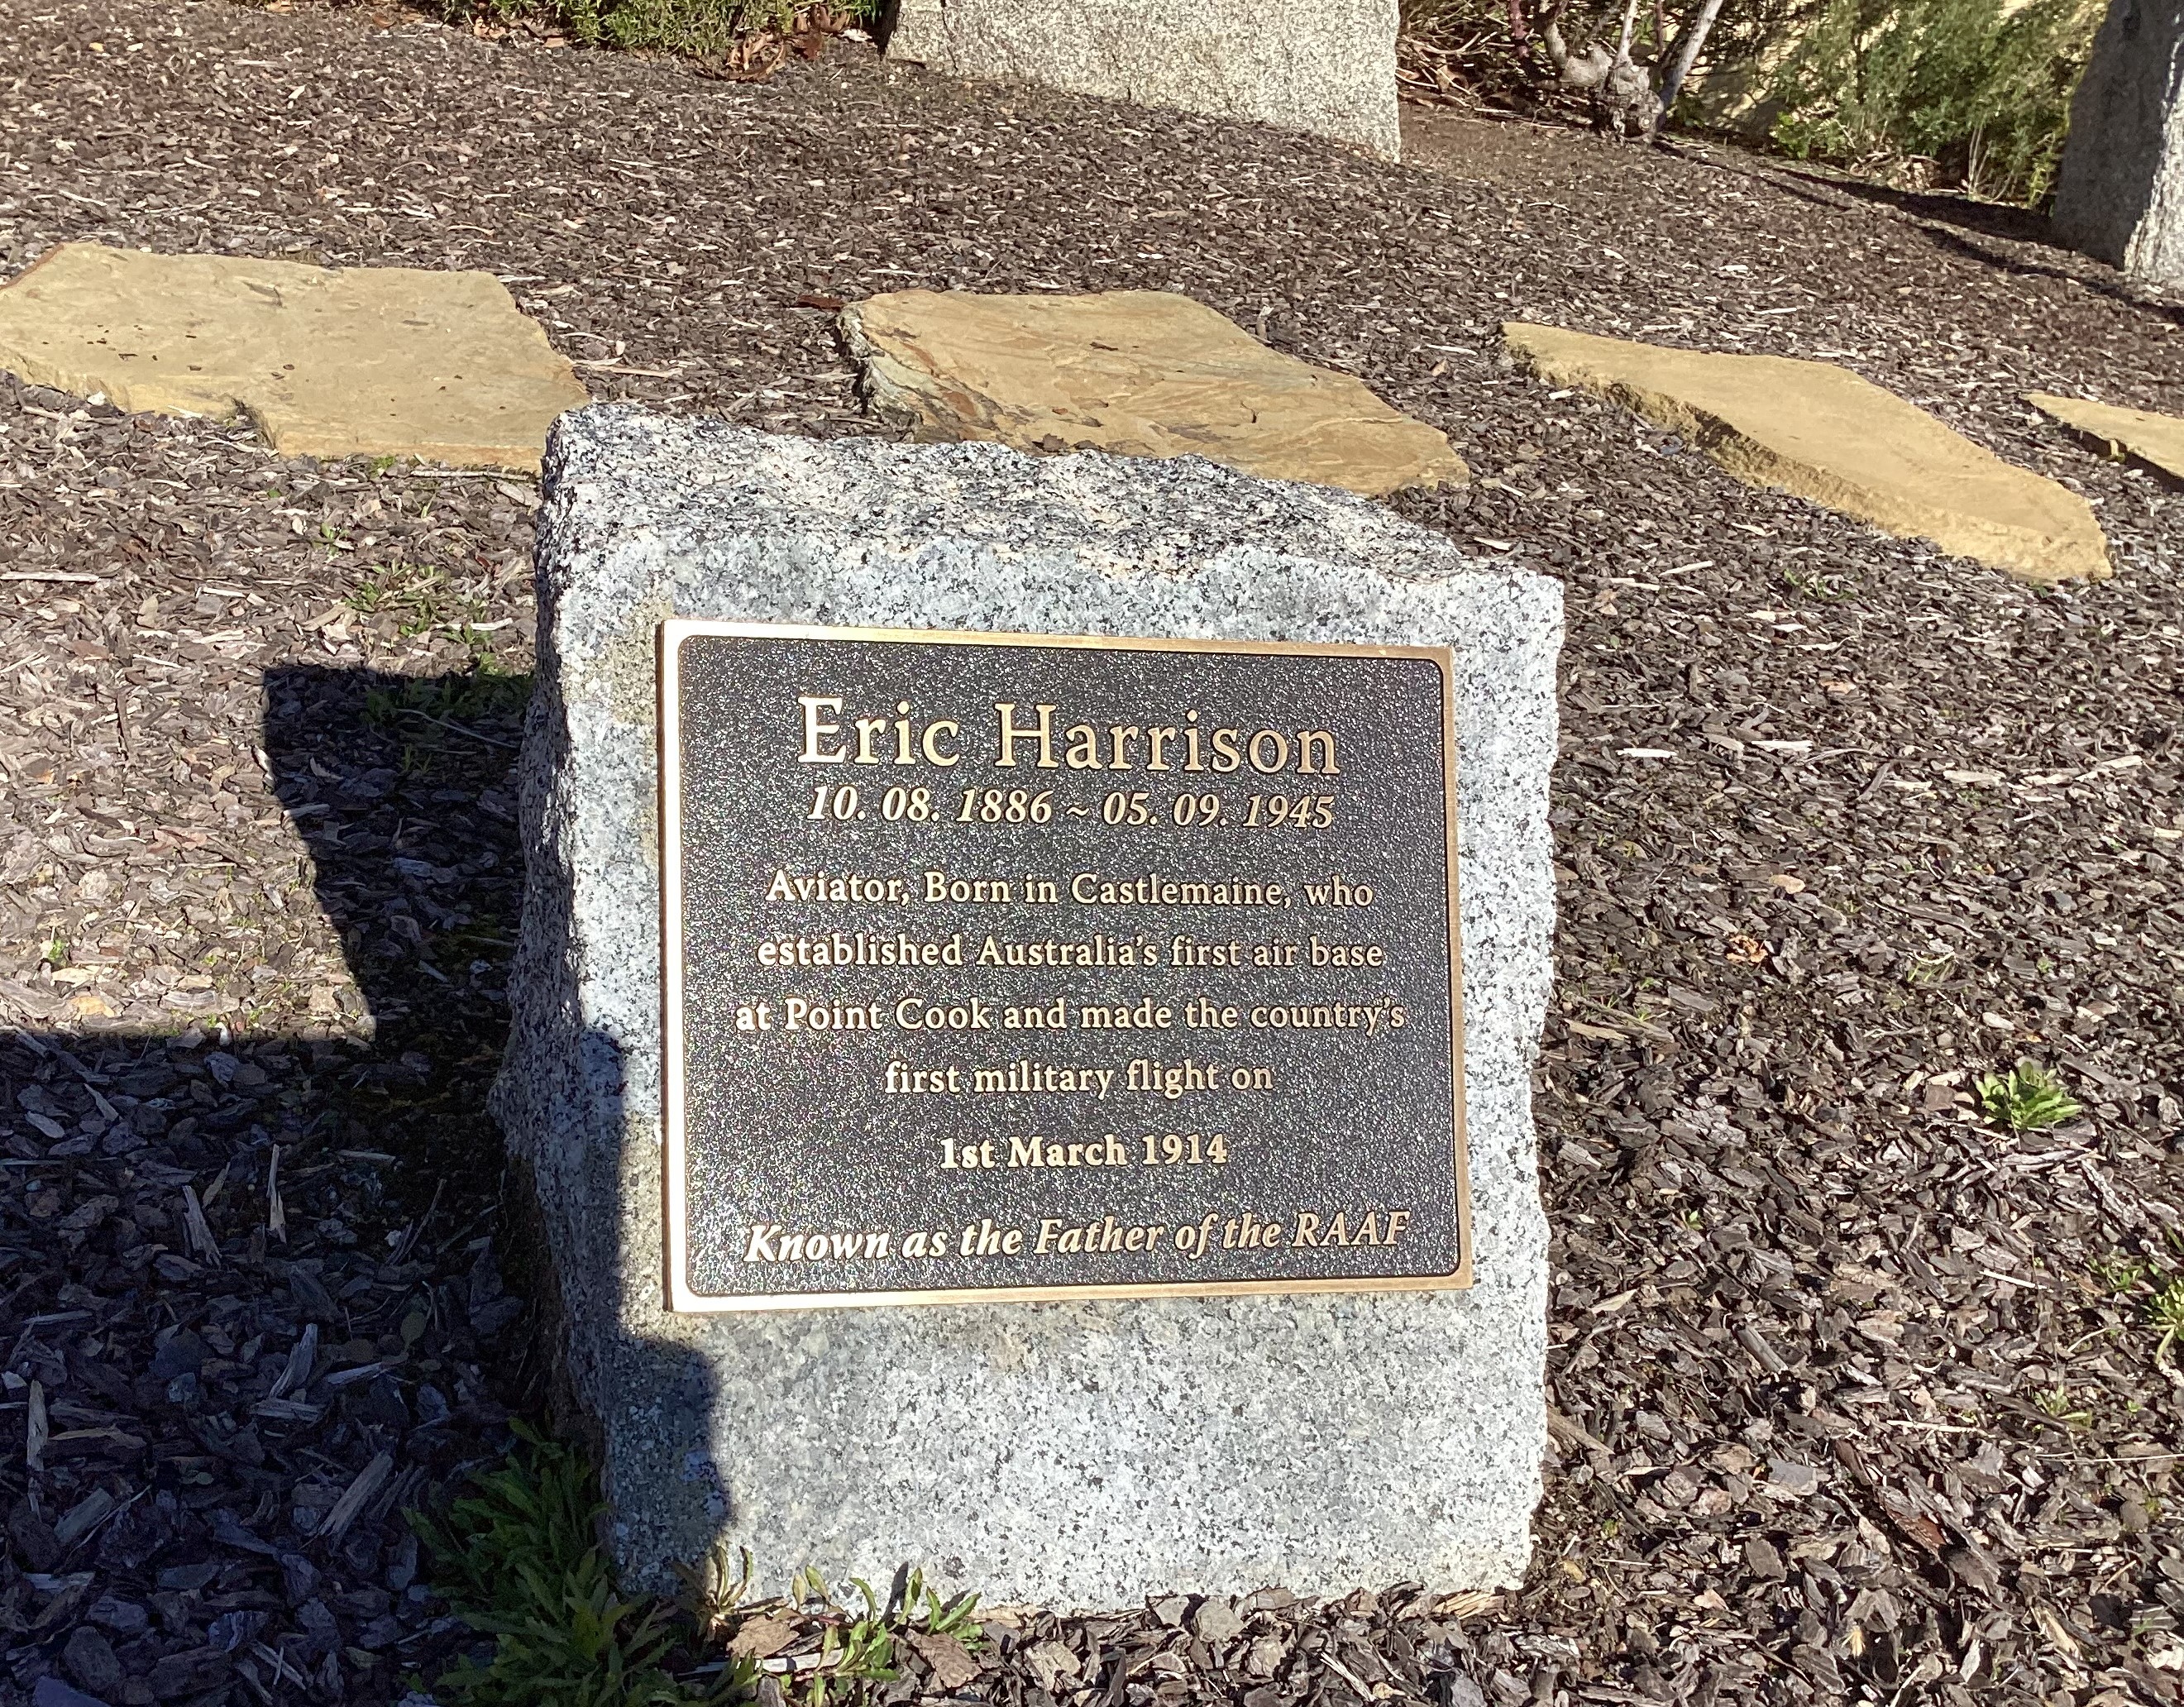 Eric Harrison
10. 08. 1886 ~ 05. 09. 1945
Aviator, Born in Castlemaine, who
established Australia's first air base
at Point Cook and made the country's
first military flight on
1st March 1914
Known as the Father of the RAAF